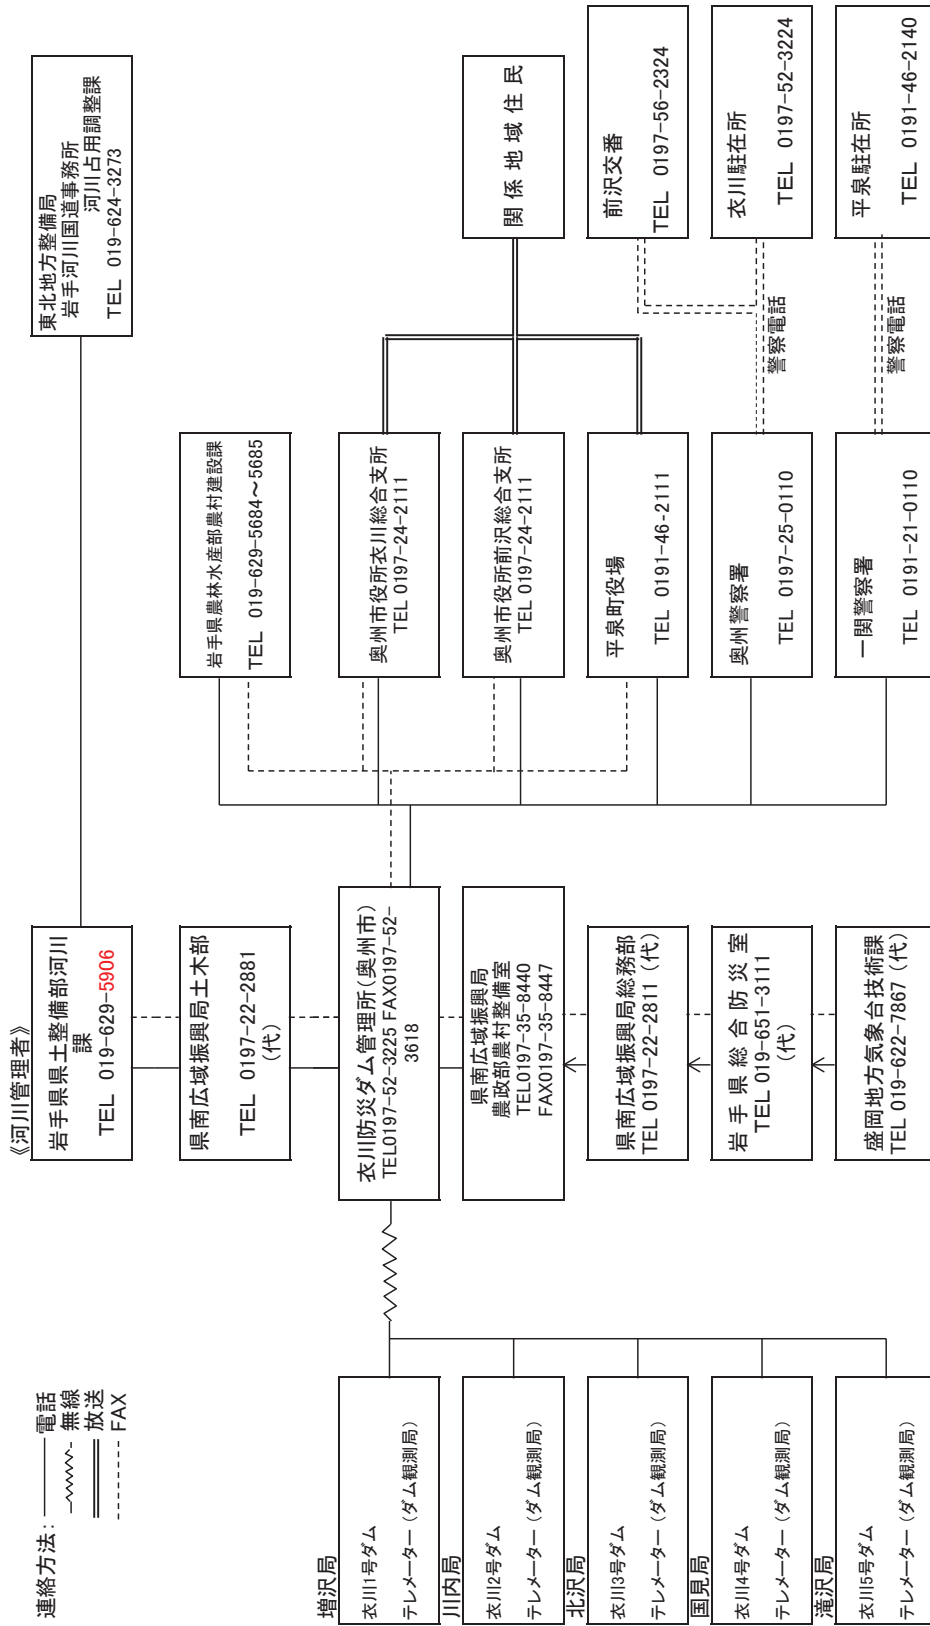 連絡方法：
電話
無線
放送
FAX
《河川管理者》
岩手県県土整備部河川
課
TEL 019-629-5906
東北地方整備局
岩手河川国道事務所
河川占用調整課
TEL 019-624-3273
県南広域振興局土木部
TEL 0197-22-2881
(代)
岩手県農林水産部農村建設課
TEL 019-629-5684～5685
増沢局
衣川1号ダム
テレメーター（ダム観測局）
衣川防災ダム管理所(奥州市)
TEL0197-52-3225 FAX0197-52-
3618
奥州市役所衣川総合支所
TEL 0197-24-2111
川内局
衣川2号ダム
テレメーター（ダム観測局）
県南広域振興局
農政部農村整備室
TEL0197-35-8440
FAX0197-35-8447
奥州市役所前沢総合支所
TEL 0197-24-2111
関 係 地 域 住 民
北沢局
衣川3号ダム
テレメーター（ダム観測局）
県南広域振興局総務部
TEL 0197-22-2811 (代)
平泉町役場
TEL 0191-46-2111
前沢交番
TEL 0197-56-2324
国見局
衣川4号ダム
テレメーター（ダム観測局）
岩 手 県 総 合 防 災 室
TEL 019-651-3111
(代)
奥州警察署
TEL 0197-25-0110
警察電話
衣川駐在所
TEL 0197-52-3224
滝沢局
衣川5号ダム
テレメーター（ダム観測局）
盛岡地方気象台技術課
TEL 019-622-7867 (代)
一関警察署
TEL 0191-21-0110
警察電話
平泉駐在所
TEL 0191-46-2140